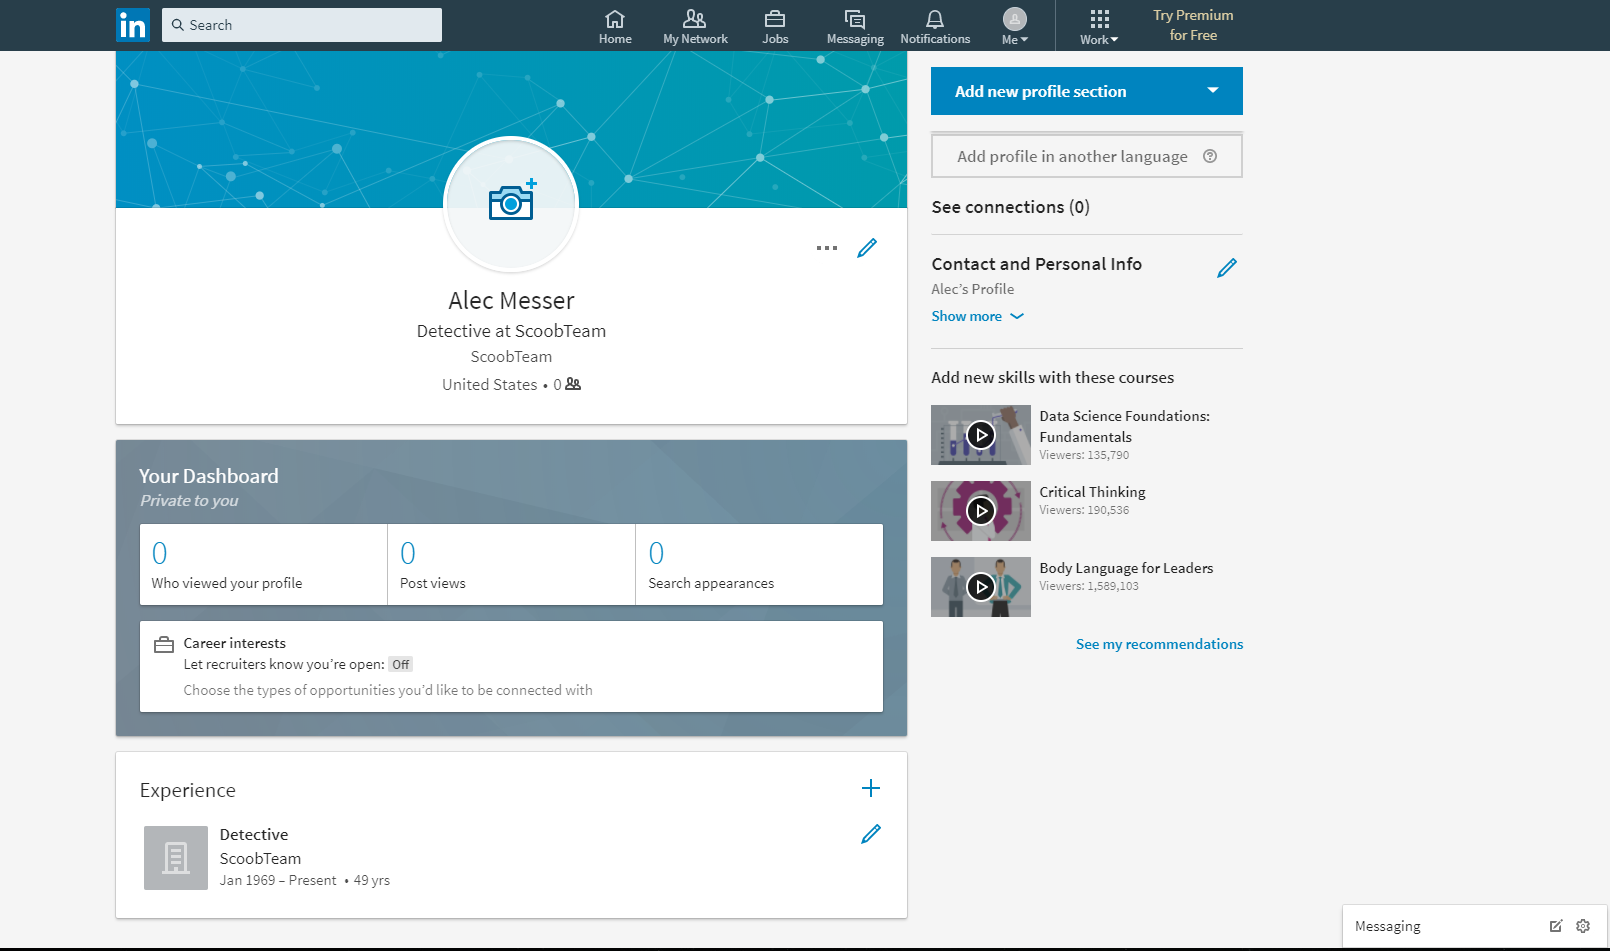 in
Search
Home
My Network
Jobs
Messaging
Notifications
Me
Work
Try Premium
for Free
Alec Messer
Detective at ScoobTeam
ScoobTeam
United States • 0
Your Dashboard
Private to you
0
Who viewed your profile
0
Post views
0
Search appearances
Career interests
Let recruiters know you’re open: Off
Choose the types of opportunities you’d like to be connected with
Experience
Detective
ScoobTeam
Jan 1969 – Present • 49 yrs
Add new profile section
Add profile in another language ?
See connections (0)
Contact and Personal Info
Alec’s Profile
Show more
Add new skills with these courses
Data Science Foundations:
Fundamentals
Viewers: 135,790
Critical Thinking
Viewers: 190,536
Body Language for Leaders
Viewers: 1,589,103
See my recommendations
Messaging